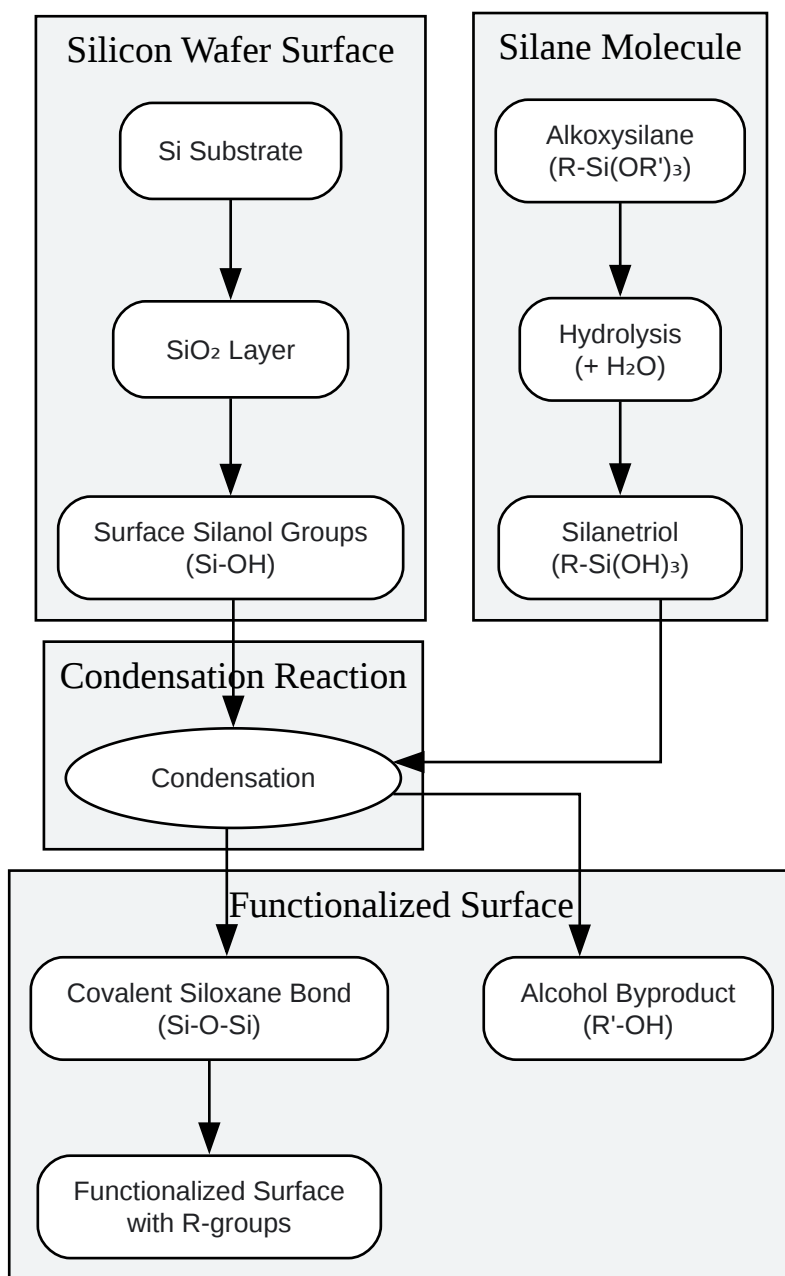 Silicon Wafer Surface
Si Substrate
SiO₂ Layer
Surface Silanol Groups
(Si-OH)
Silane Molecule
Alkoxysilane
(R-Si(OR')₃)
Hydrolysis
(+ H₂O)
Silanetriol
(R-Si(OH)₃)
Condensation Reaction
Condensation
Functionalized Surface
Covalent Siloxane Bond
(Si-O-Si)
Alcohol Byproduct
(R'-OH)
Functionalized Surface
with R-groups